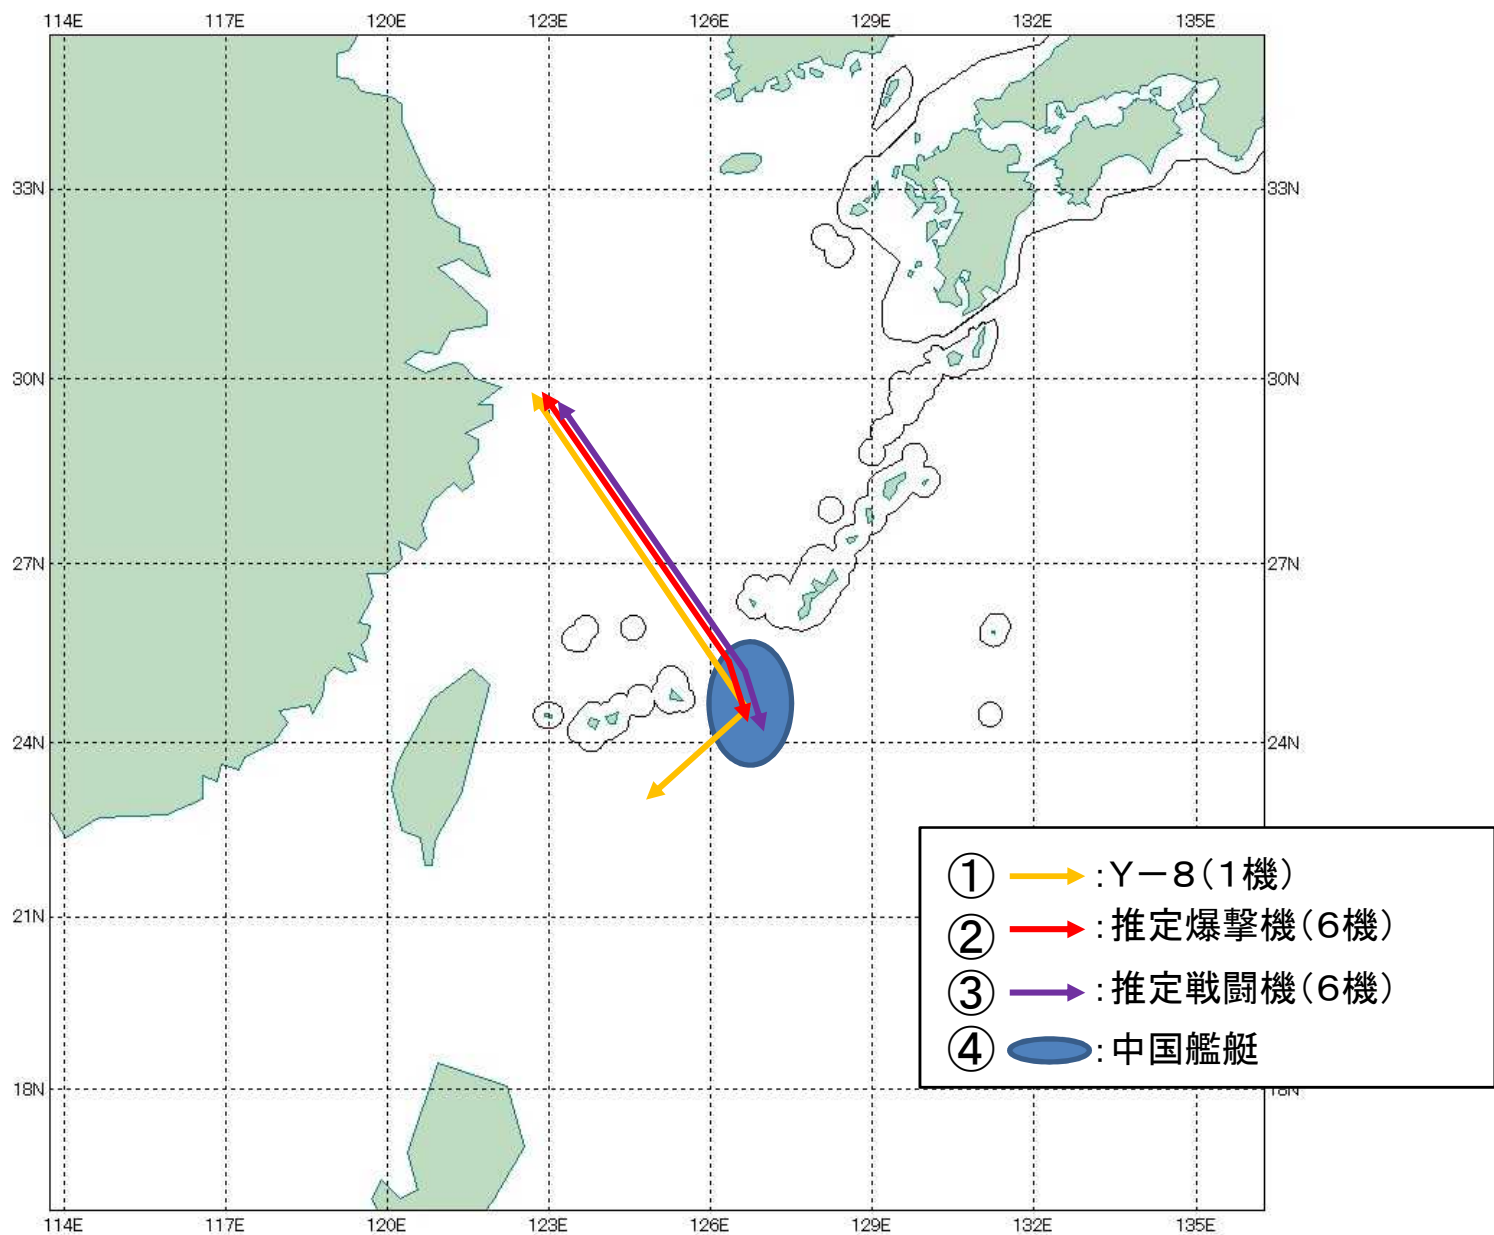 114E 117E 120E 123E 126E 129E 132E 135E
33N 33N
30N 30N
27N 27N
24N 24N
① :Y－8(1機)
21N
② :推定爆撃機(6機)
③ :推定戦闘機(6機)
④ :中国艦艇
18N 18N
114E 117E 120E 123E 126E 129E 132E 135E